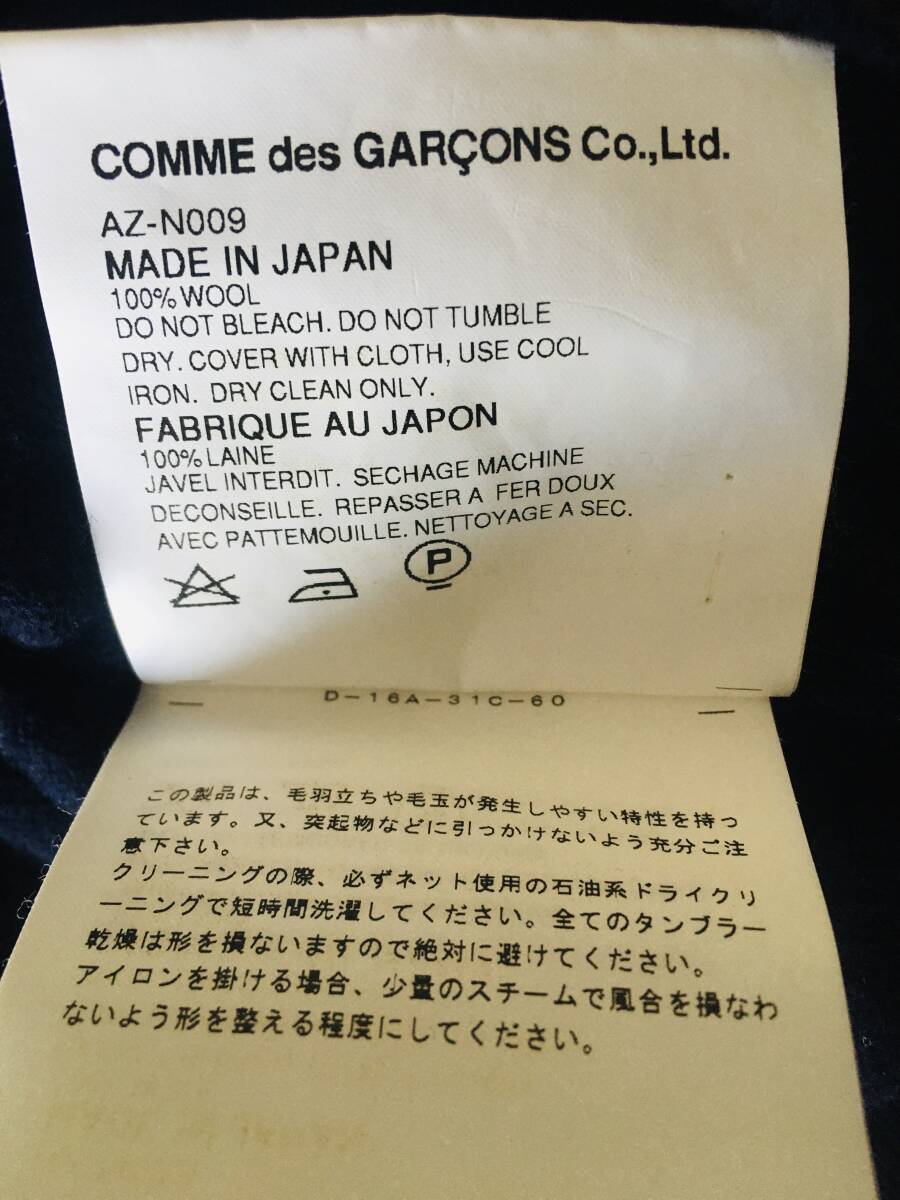 COMME des GARÇONS Co.,Ltd.
AZ-N009
MADE IN JAPAN
100% WOOL
DO NOT BLEACH. DO NOT TUMBLE
DRY. COVER WITH CLOTH, USE COOL
IRON. DRY CLEAN ONLY.
FABRIQUE AU JAPON
100% LAINE
JAVEL INTERDIT. SECHAGE MACHINE
DECONSEILLE. REPASSER A FER DOUX
AVEC PATTEMOUILLE. NETTOYAGE A SEC.
P
D-16A-31C-60
この製品は、毛羽立ちや毛玉が発生しやすい特性を持っ
ています。又、突起物などに引っかけないよう充分ご注
意下さい。
クリーニングの際、必ずネット使用の石油系ドライクリ
ーニングで短時間洗濯してください。全てのタンブラー
乾燥は形を損ないますので絶対に避けてください。
アイロンを掛ける場合、少量のスチームで風合を損なわ
ないよう形を整える程度にしてください。